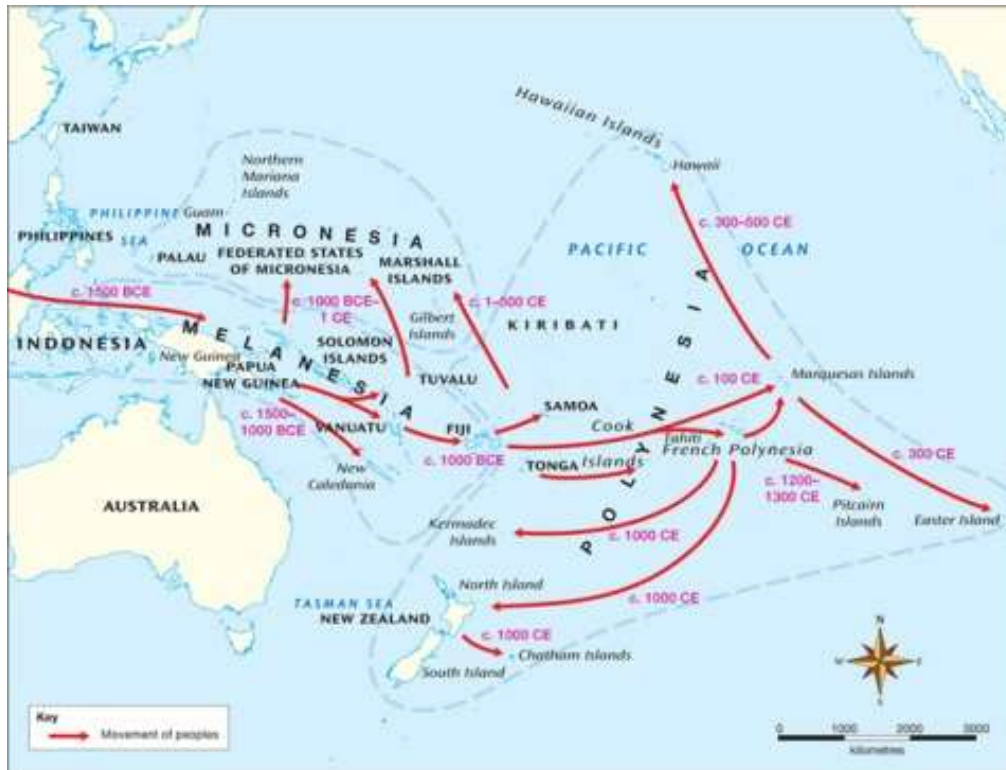 Hawaiian Islands
Hawaii
TAIWAN
Northern
Mariana
Islands
PHILIPPINE
SEA
Guam
PHILIPPINES
MICRONESIA
PALAU
FEDERATED STATES
OF MICRONESIA
MARSHALL
ISLANDS
PACIFIC
OCEAN
c. 300–500 CE
c. 1500 BCE
c. 1000 BCE–
1 CE
c. 1–500 CE
Gilbert
Islands
KIRIBATI
INDONESIA
MELANESIA
New Guinea
PAPUA
NEW GUINEA
SOLOMON
ISLANDS
TUVALU
POLYNESIA
c. 100 CE
Marquesas Islands
c. 1500–
1000 BCE
VANUATU
FIJI
SAMOA
Cook
Islands
Tahiti
French Polynesia
c. 1000 BCE
TONGA
New
Caledonia
c. 300 CE
c. 1200–
1300 CE
Pitcairn
Islands
Easter Island
AUSTRALIA
Kermadec
Islands
c. 1000 CE
North Island
c. 1000 CE
TASMAN SEA
NEW ZEALAND
c. 1000 CE
Chatham Islands
South Island
N
W
E
S
Key
Movement of peoples
0 1000 2000 3000
kilometres